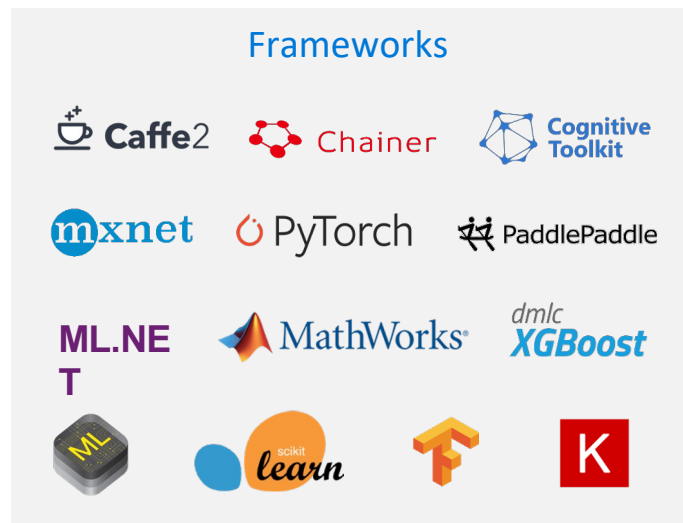 Frameworks
Caffe2
Chainer
Cognitive
Toolkit
mxnet
PyTorch
PaddlePaddle
ML.NE
T
MathWorks®
dmlc
XGBoost
ML
scikit
learn
K